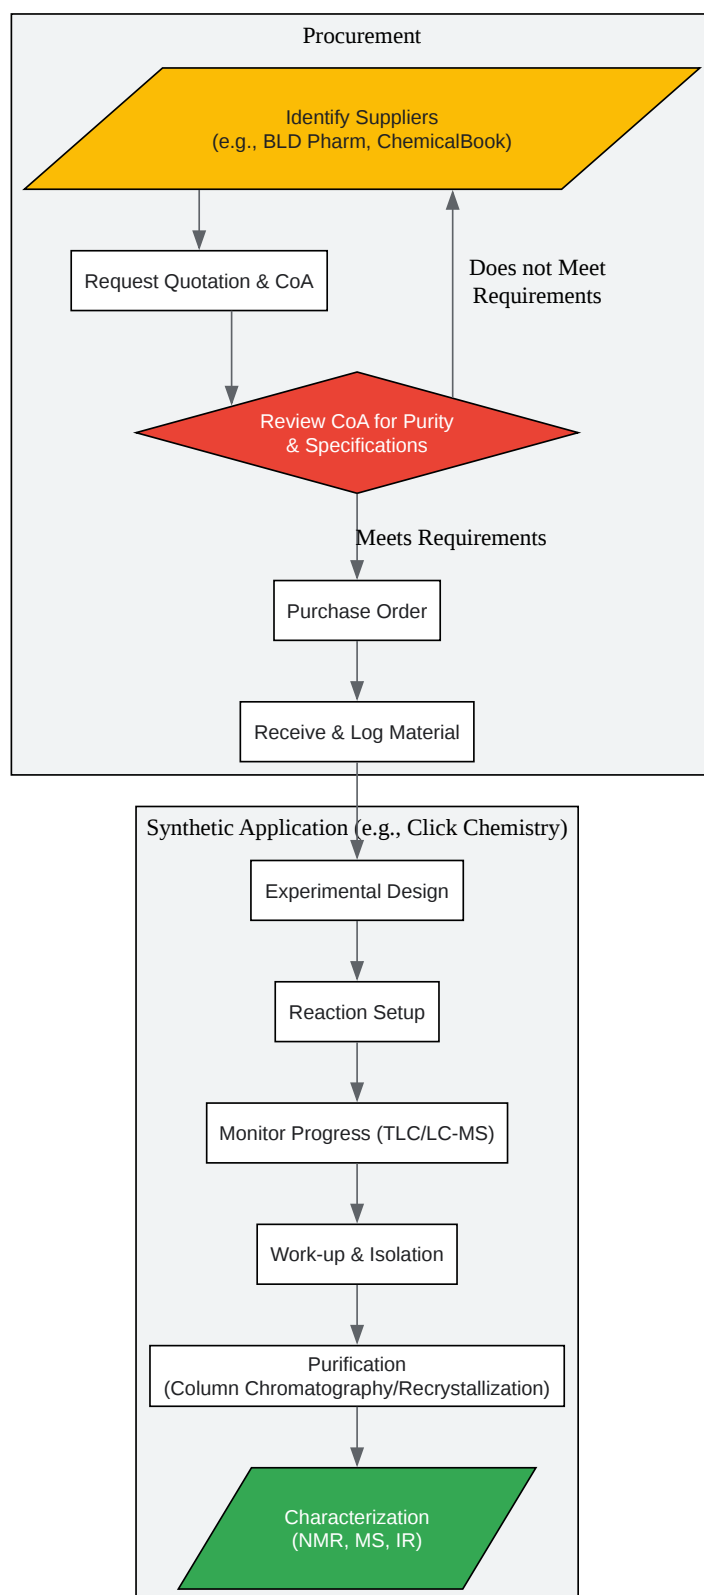 Procurement
Identify Suppliers
(e.g., BLD Pharm, ChemicalBook)
Request Quotation & CoA
Does not Meet
Requirements
Review CoA for Purity
& Specifications
Meets Requirements
Purchase Order
Receive & Log Material
Synthetic Application (e.g., Click Chemistry)
Experimental Design
Reaction Setup
Monitor Progress (TLC/LC-MS)
Work-up & Isolation
Purification
(Column Chromatography/Recrystallization)
Characterization
(NMR, MS, IR)